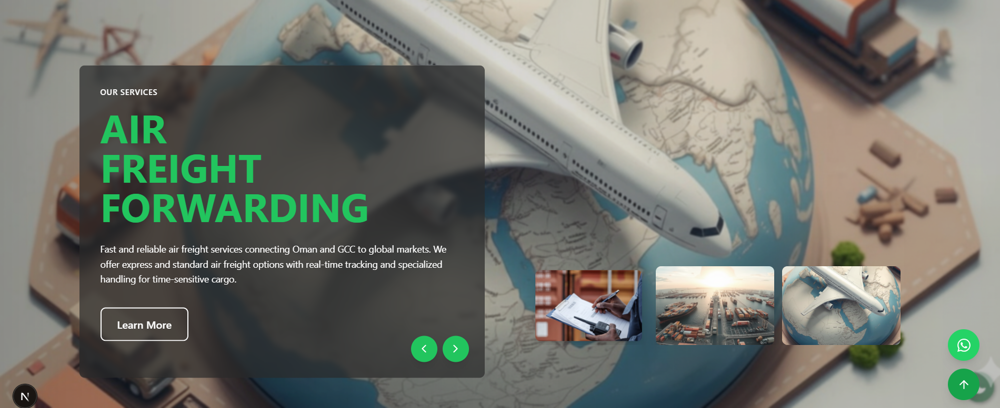 OUR SERVICES
AIR
FREIGHT
FORWARDING
Fast and reliable air freight services connecting Oman and GCC to global markets. We
offer express and standard air freight options with real-time tracking and specialized
handling for time-sensitive cargo.
Learn More
N